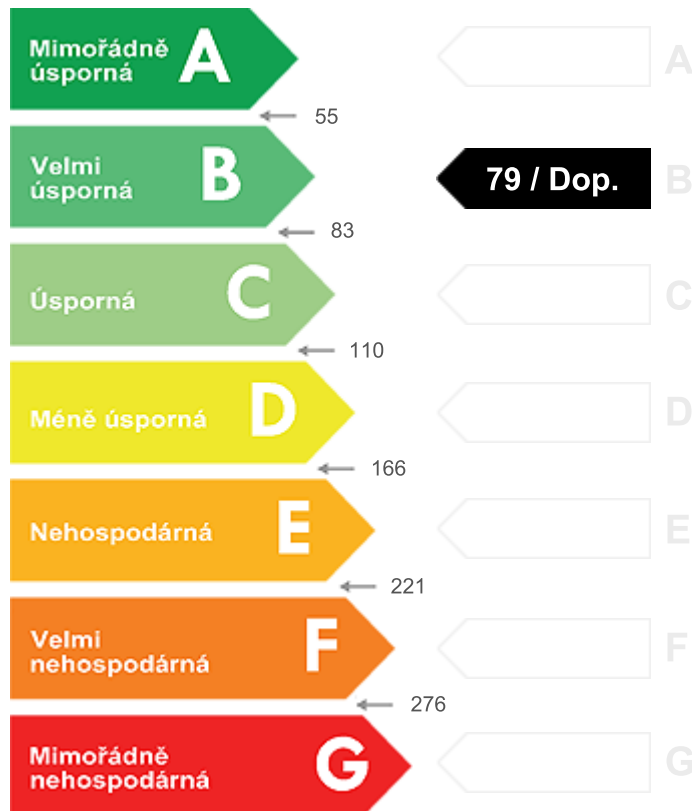 Mimořádně
úsporná
A
A
55
Velmi
úsporná
B
79 / Dop.
B
83
Úsporná
C
C
110
Méně úsporná
D
D
166
Nehospodárná
E
E
221
Velmi
nehospodárná
F
F
276
Mimořádně
nehospodárná
G
G